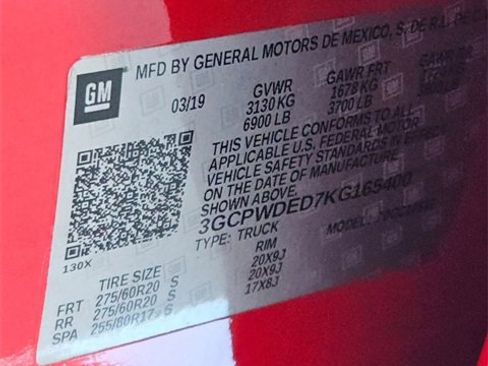 GM
MFD BY GENERAL MOTORS DE MEXICO, S. DE R.L. DE C
03/19 GVWR GAWR FRT GAWR
3130 KG 1678 KG
6900 LB 3700 LB
THIS VEHICLE CONFORMS TO ALL
APPLICABLE U.S. FEDERAL MOTOR
VEHICLE SAFETY STANDARDS IN
ON THE DATE OF MANUFACTURE
SHOWN ABOVE.
3GCPWDED7KG165400
TYPE: TRUCK MODEL:
130X
TIRE SIZE RIM
FRT 275/60R20 S 20X9J
RR 275/60R20 S 20X9J
SPA 255/80R17 S 17X8J